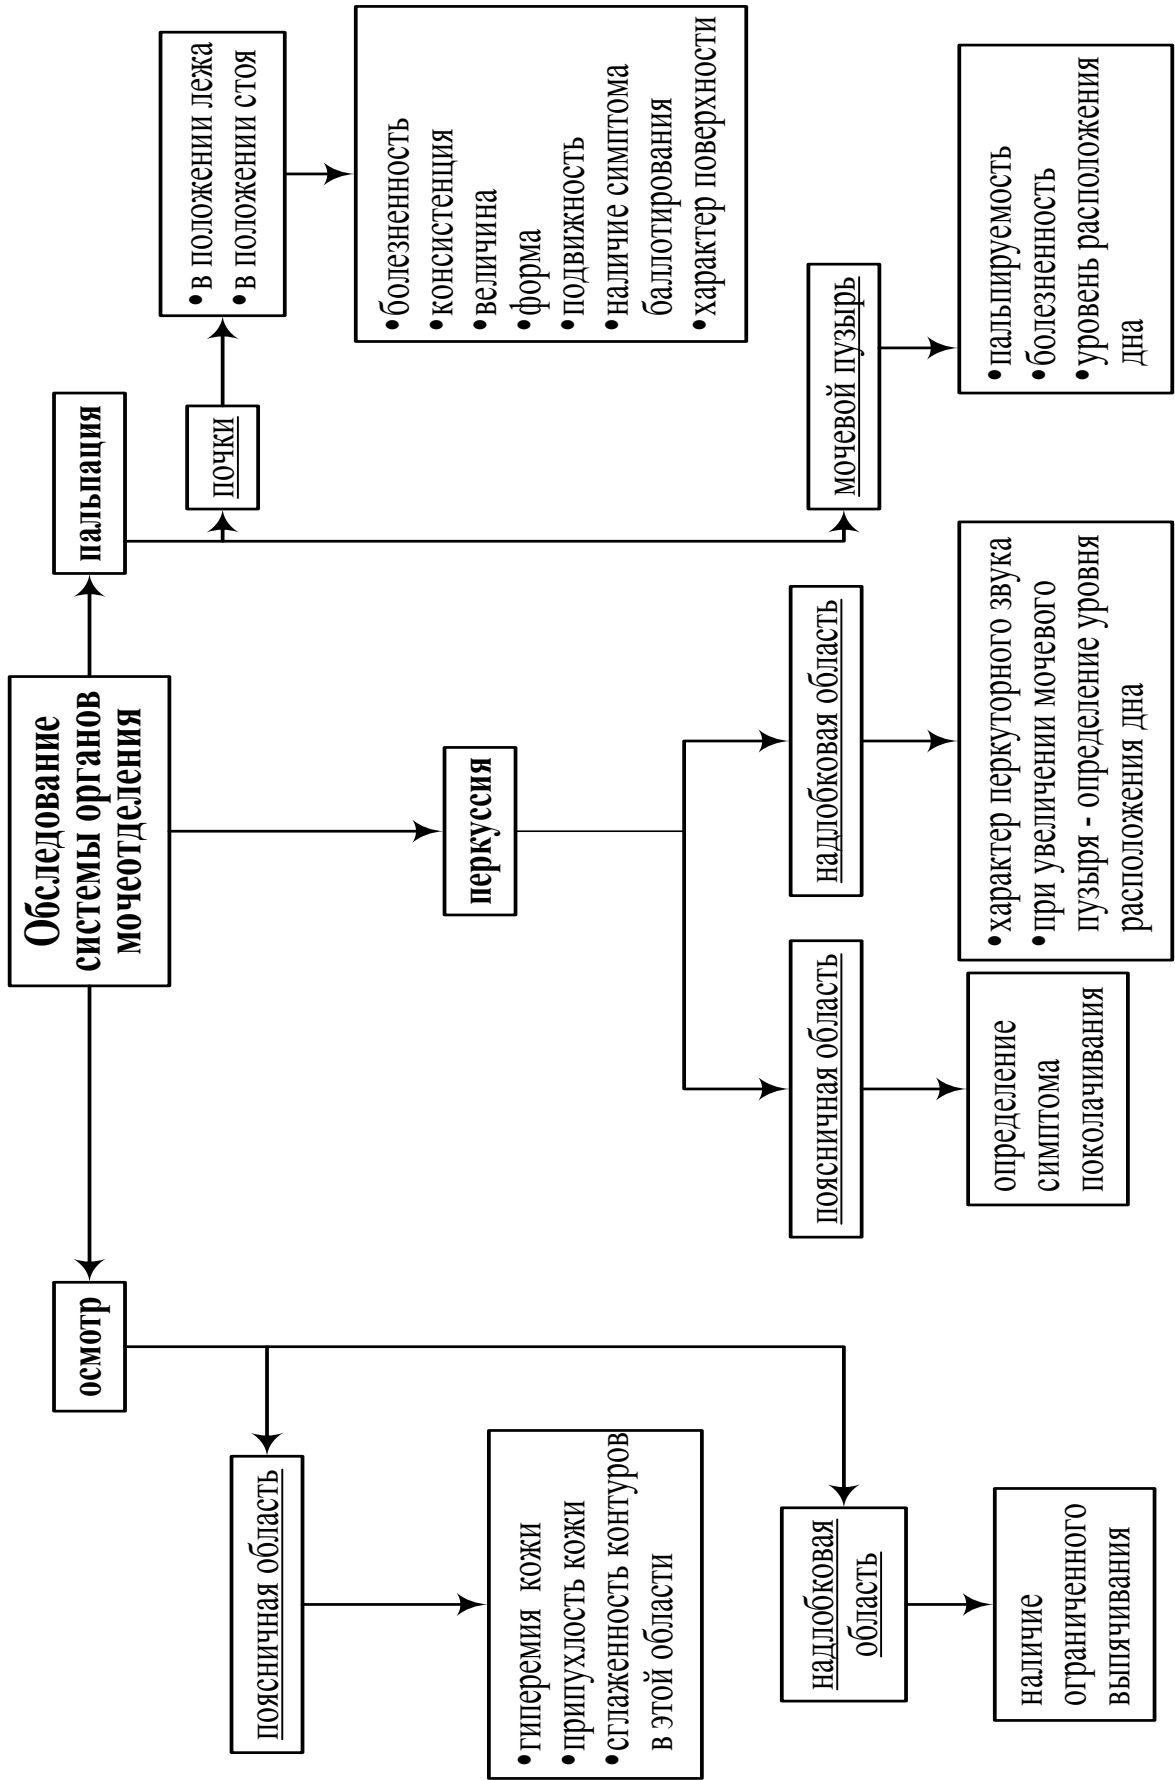 Обследование
системы органов
мочеотделения
осмотр
поясничная область
•гиперемия кожи
•припухлость кожи
•сглаженность контуров
в этой области
надлобковая
область
наличие
ограниченного
выпячивания
перкуссия
поясничная область
определение
симптома
поколачивания
надлобковая область
•характер перкуторного звука
•при увеличении мочевого
пузыря - определение уровня
расположения дна
пальпация
почки
•в положении лежа
•в положении стоя
•болезненность
•консистенция
•величина
•форма
•подвижность
•наличие симптома
баллотирования
•характер поверхности
мочевой пузырь
•пальпируемость
•болезненность
•уровень расположения
дна